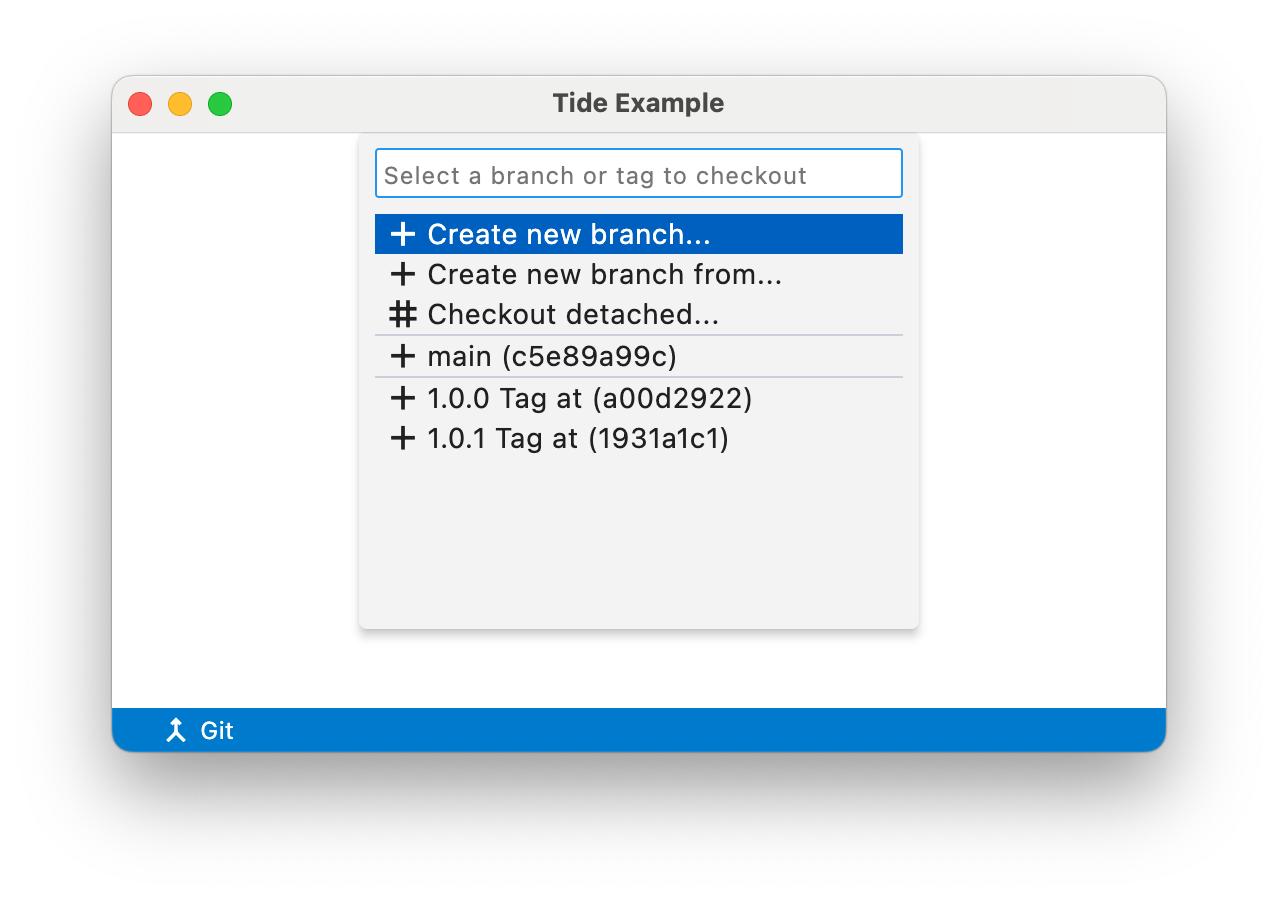 Tide Example
Select a branch or tag to checkout
Create new branch...
Create new branch from...
Checkout detached...
main (c5e89a99c)
1.0.0 Tag at (a00d2922)
1.0.1 Tag at (1931a1c1)
Git